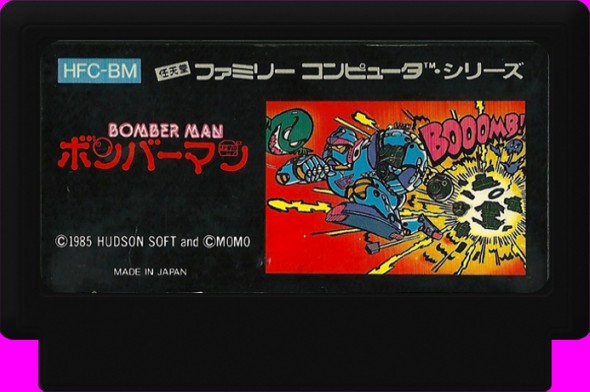 HFC-BM
任天堂 ファミリー コンピュータ™・シリーズ
BOMBER MAN
ボンバーマン
BOOOMB!
©1985 HUDSON SOFT and ©MOMO
MADE IN JAPAN